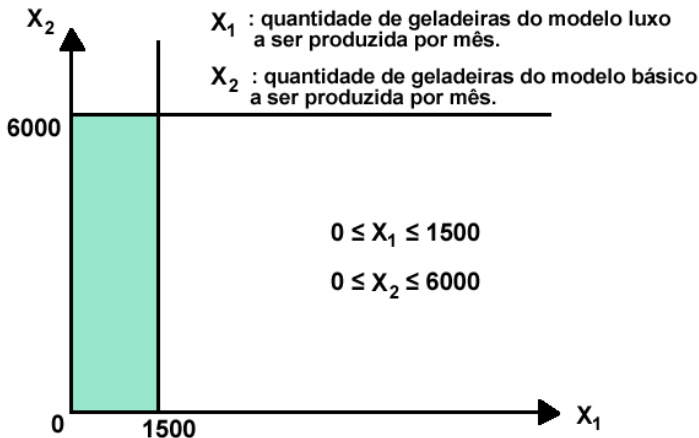 X₂
X₁ : quantidade de geladeiras do modelo luxo
a ser produzida por mês.
X₂ : quantidade de geladeiras do modelo básico
a ser produzida por mês.
6000
0 ≤ X₁ ≤ 1500
0 ≤ X₂ ≤ 6000
0
1500
X₁